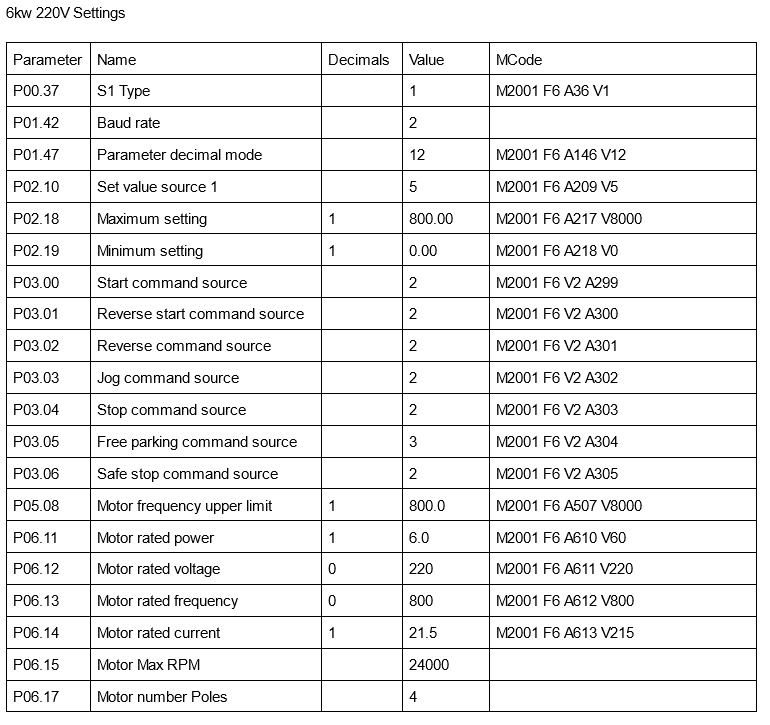 6kw 220V Settings
Parameter Name Decimals Value MCode
P00.37 S1 Type 1 M2001 F6 A36 V1
P01.42 Baud rate 2
P01.47 Parameter decimal mode 12 M2001 F6 A146 V12
P02.10 Set value source 1 5 M2001 F6 A209 V5
P02.18 Maximum setting 1 800.00 M2001 F6 A217 V8000
P02.19 Minimum setting 1 0.00 M2001 F6 A218 V0
P03.00 Start command source 2 M2001 F6 V2 A299
P03.01 Reverse start command source 2 M2001 F6 V2 A300
P03.02 Reverse command source 2 M2001 F6 V2 A301
P03.03 Jog command source 2 M2001 F6 V2 A302
P03.04 Stop command source 2 M2001 F6 V2 A303
P03.05 Free parking command source 3 M2001 F6 V2 A304
P03.06 Safe stop command source 2 M2001 F6 V2 A305
P05.08 Motor frequency upper limit 1 800.0 M2001 F6 A507 V8000
P06.11 Motor rated power 1 6.0 M2001 F6 A610 V60
P06.12 Motor rated voltage 0 220 M2001 F6 A611 V220
P06.13 Motor rated frequency 0 800 M2001 F6 A612 V800
P06.14 Motor rated current 1 21.5 M2001 F6 A613 V215
P06.15 Motor Max RPM 24000
P06.17 Motor number Poles 4